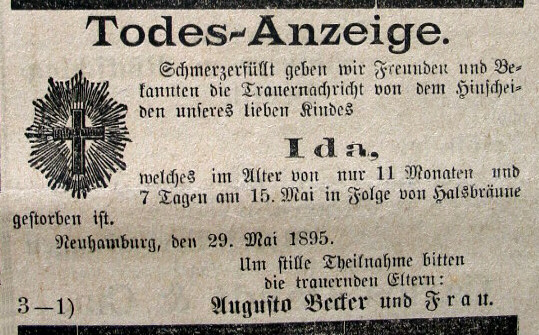 Todes-Anzeige.
Schmerzerfüllt geben wir Freunden und Be-
kannten die Trauernachricht von dem Hinschei-
den unseres lieben Kindes
Ida,
welches im Alter von nur 11 Monaten und
7 Tagen am 15. Mai in Folge von Halsbräune
gestorben ist.
Neuhamburg, den 29. Mai 1895.
Um stille Theilnahme bitten
die trauernden Eltern:
3—1) Augusto Becker und Frau.